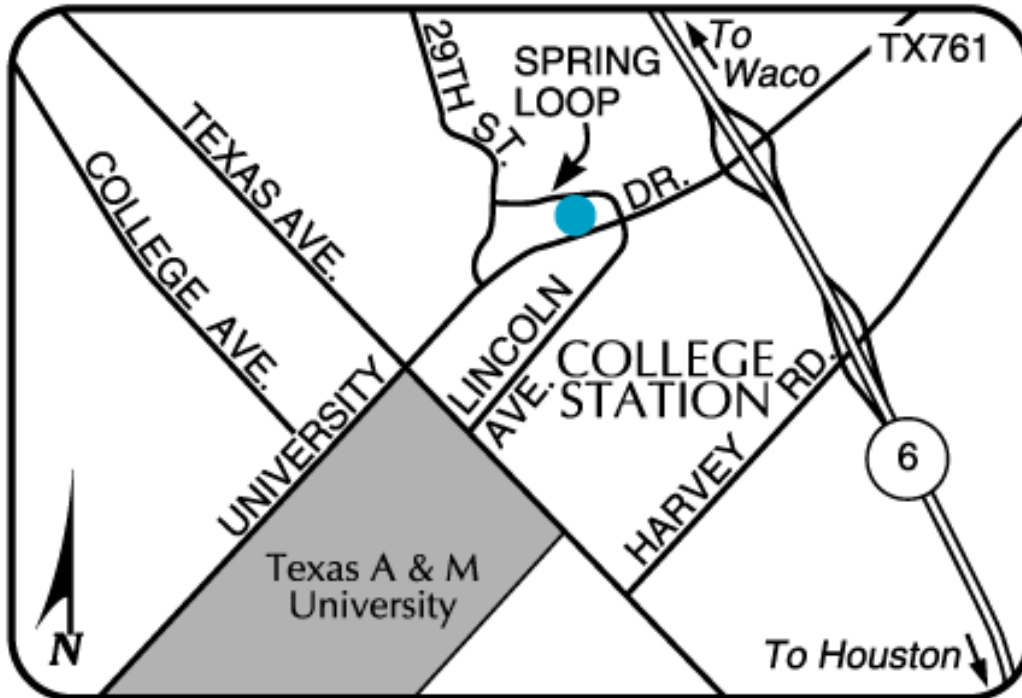 To
Waco
TX761
29TH ST.
SPRING
LOOP
TEXAS AVE.
COLLEGE AVE.
UNIVERSITY
DR.
LINCOLN
AVE.
COLLEGE
STATION
HARVEY RD.
6
Texas A & M
University
N
To Houston